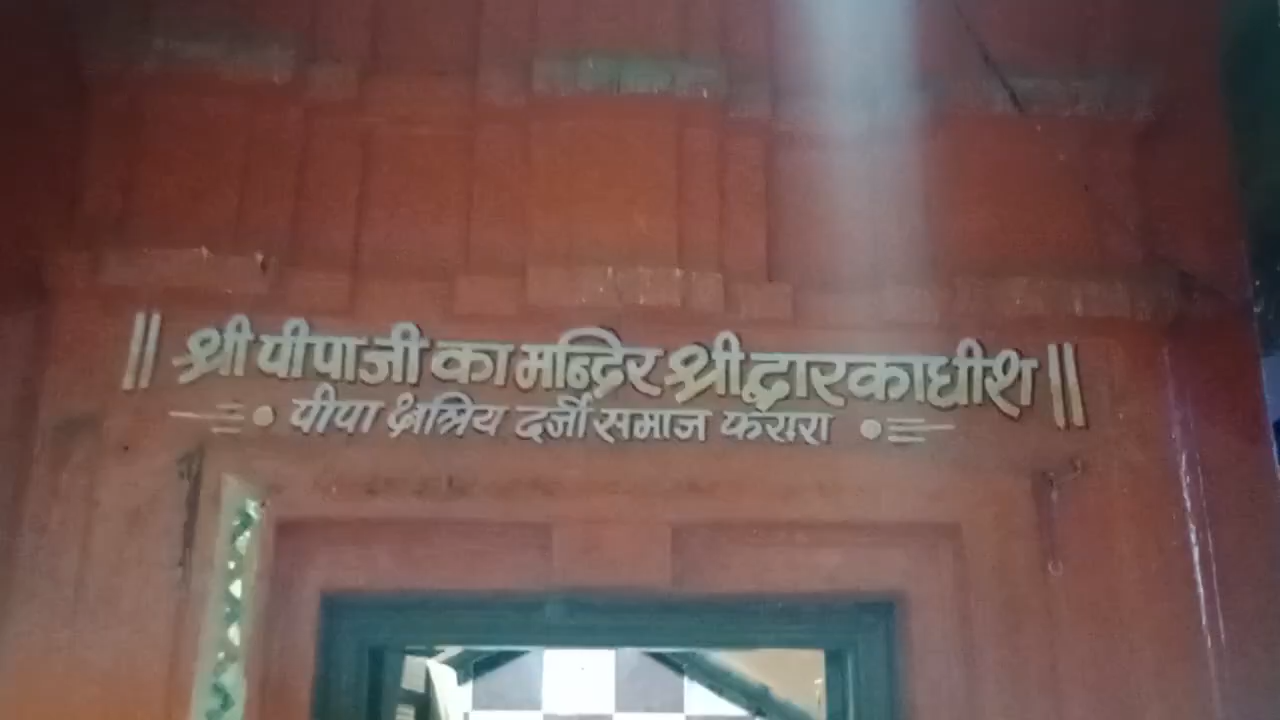 ॥ श्री पीपाजी का मन्दिर श्री द्वारकाधीश ॥
पीपा क्षत्रिय दर्जी समाज करारा